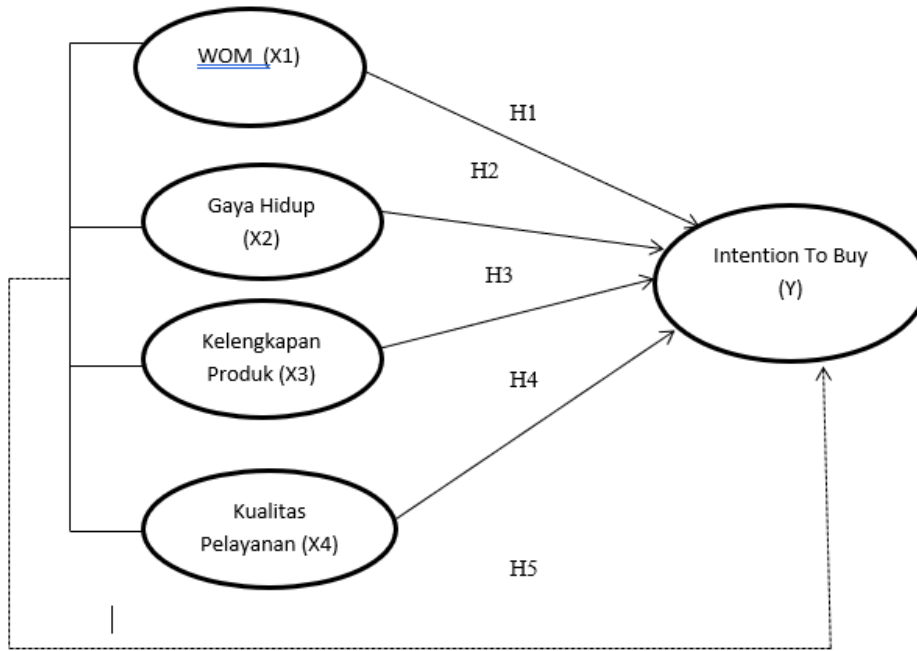 WOM (X1)
H1
H2
Gaya Hidup
(X2)
Intention To Buy
(Y)
H3
Kelengkapan
Produk (X3)
H4
Kualitas
Pelayanan (X4)
H5